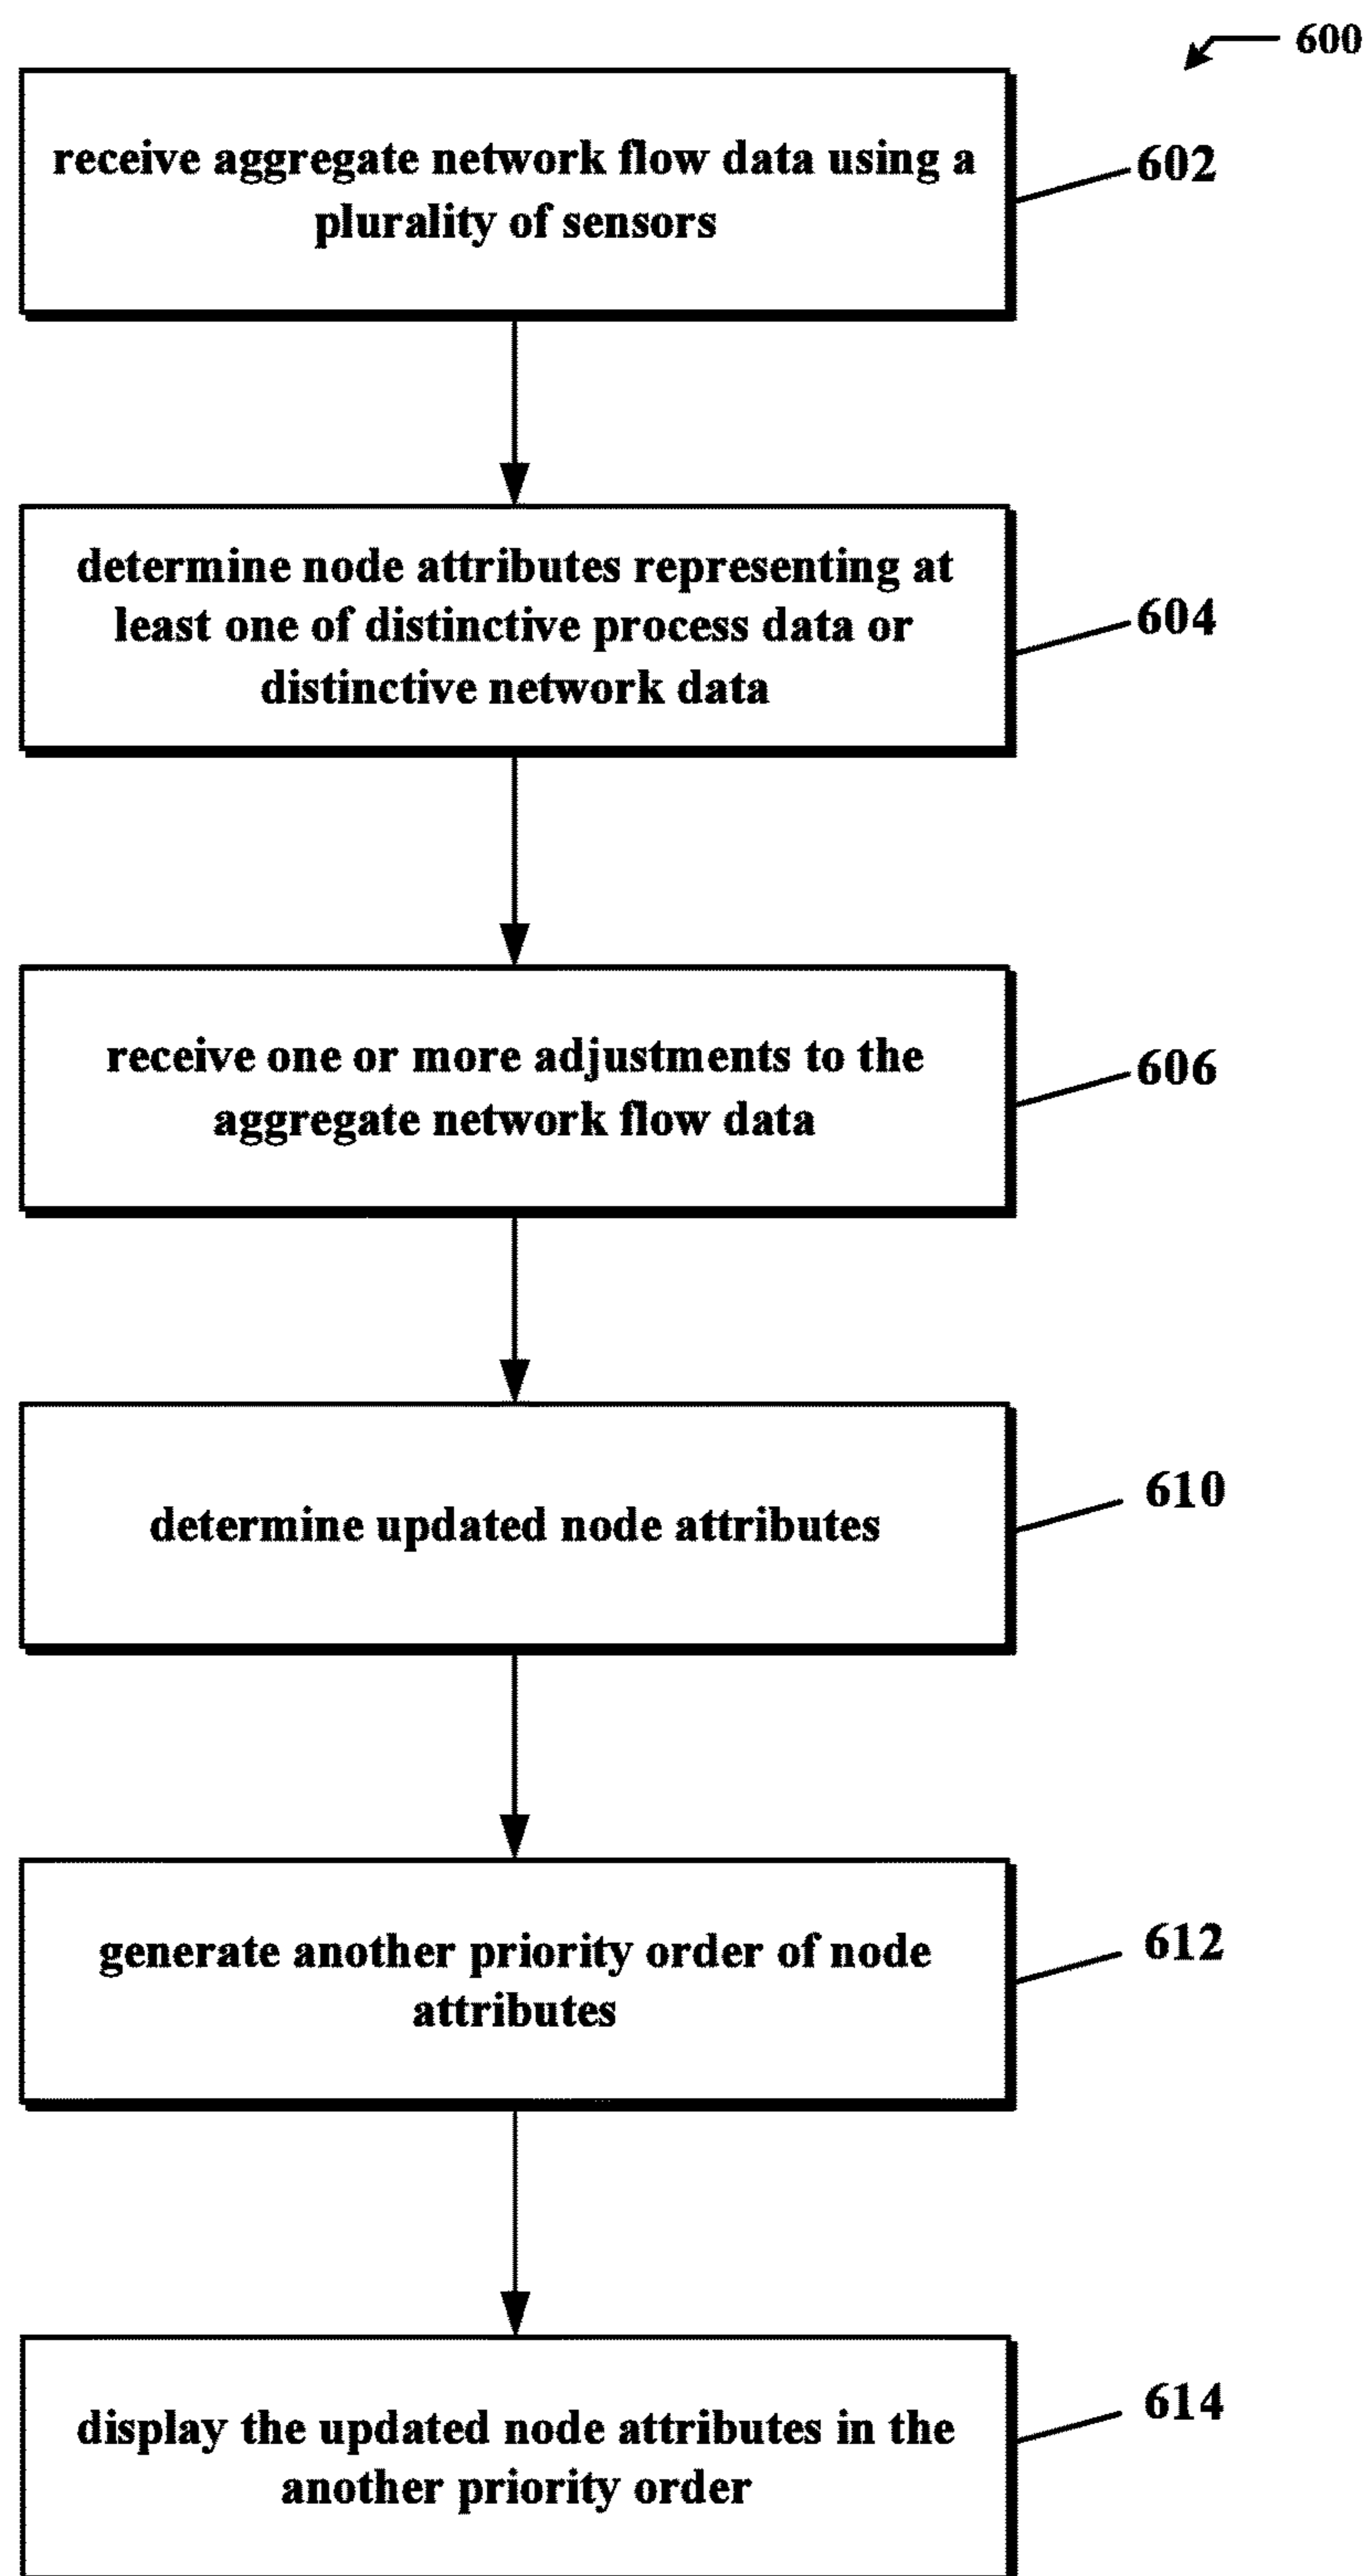 600
receive aggregate network flow data using a
plurality of sensors
602
determine node attributes representing at
least one of distinctive process data or
distinctive network data
604
receive one or more adjustments to the
aggregate network flow data
606
determine updated node attributes
610
generate another priority order of node
attributes
612
display the updated node attributes in the
another priority order
614